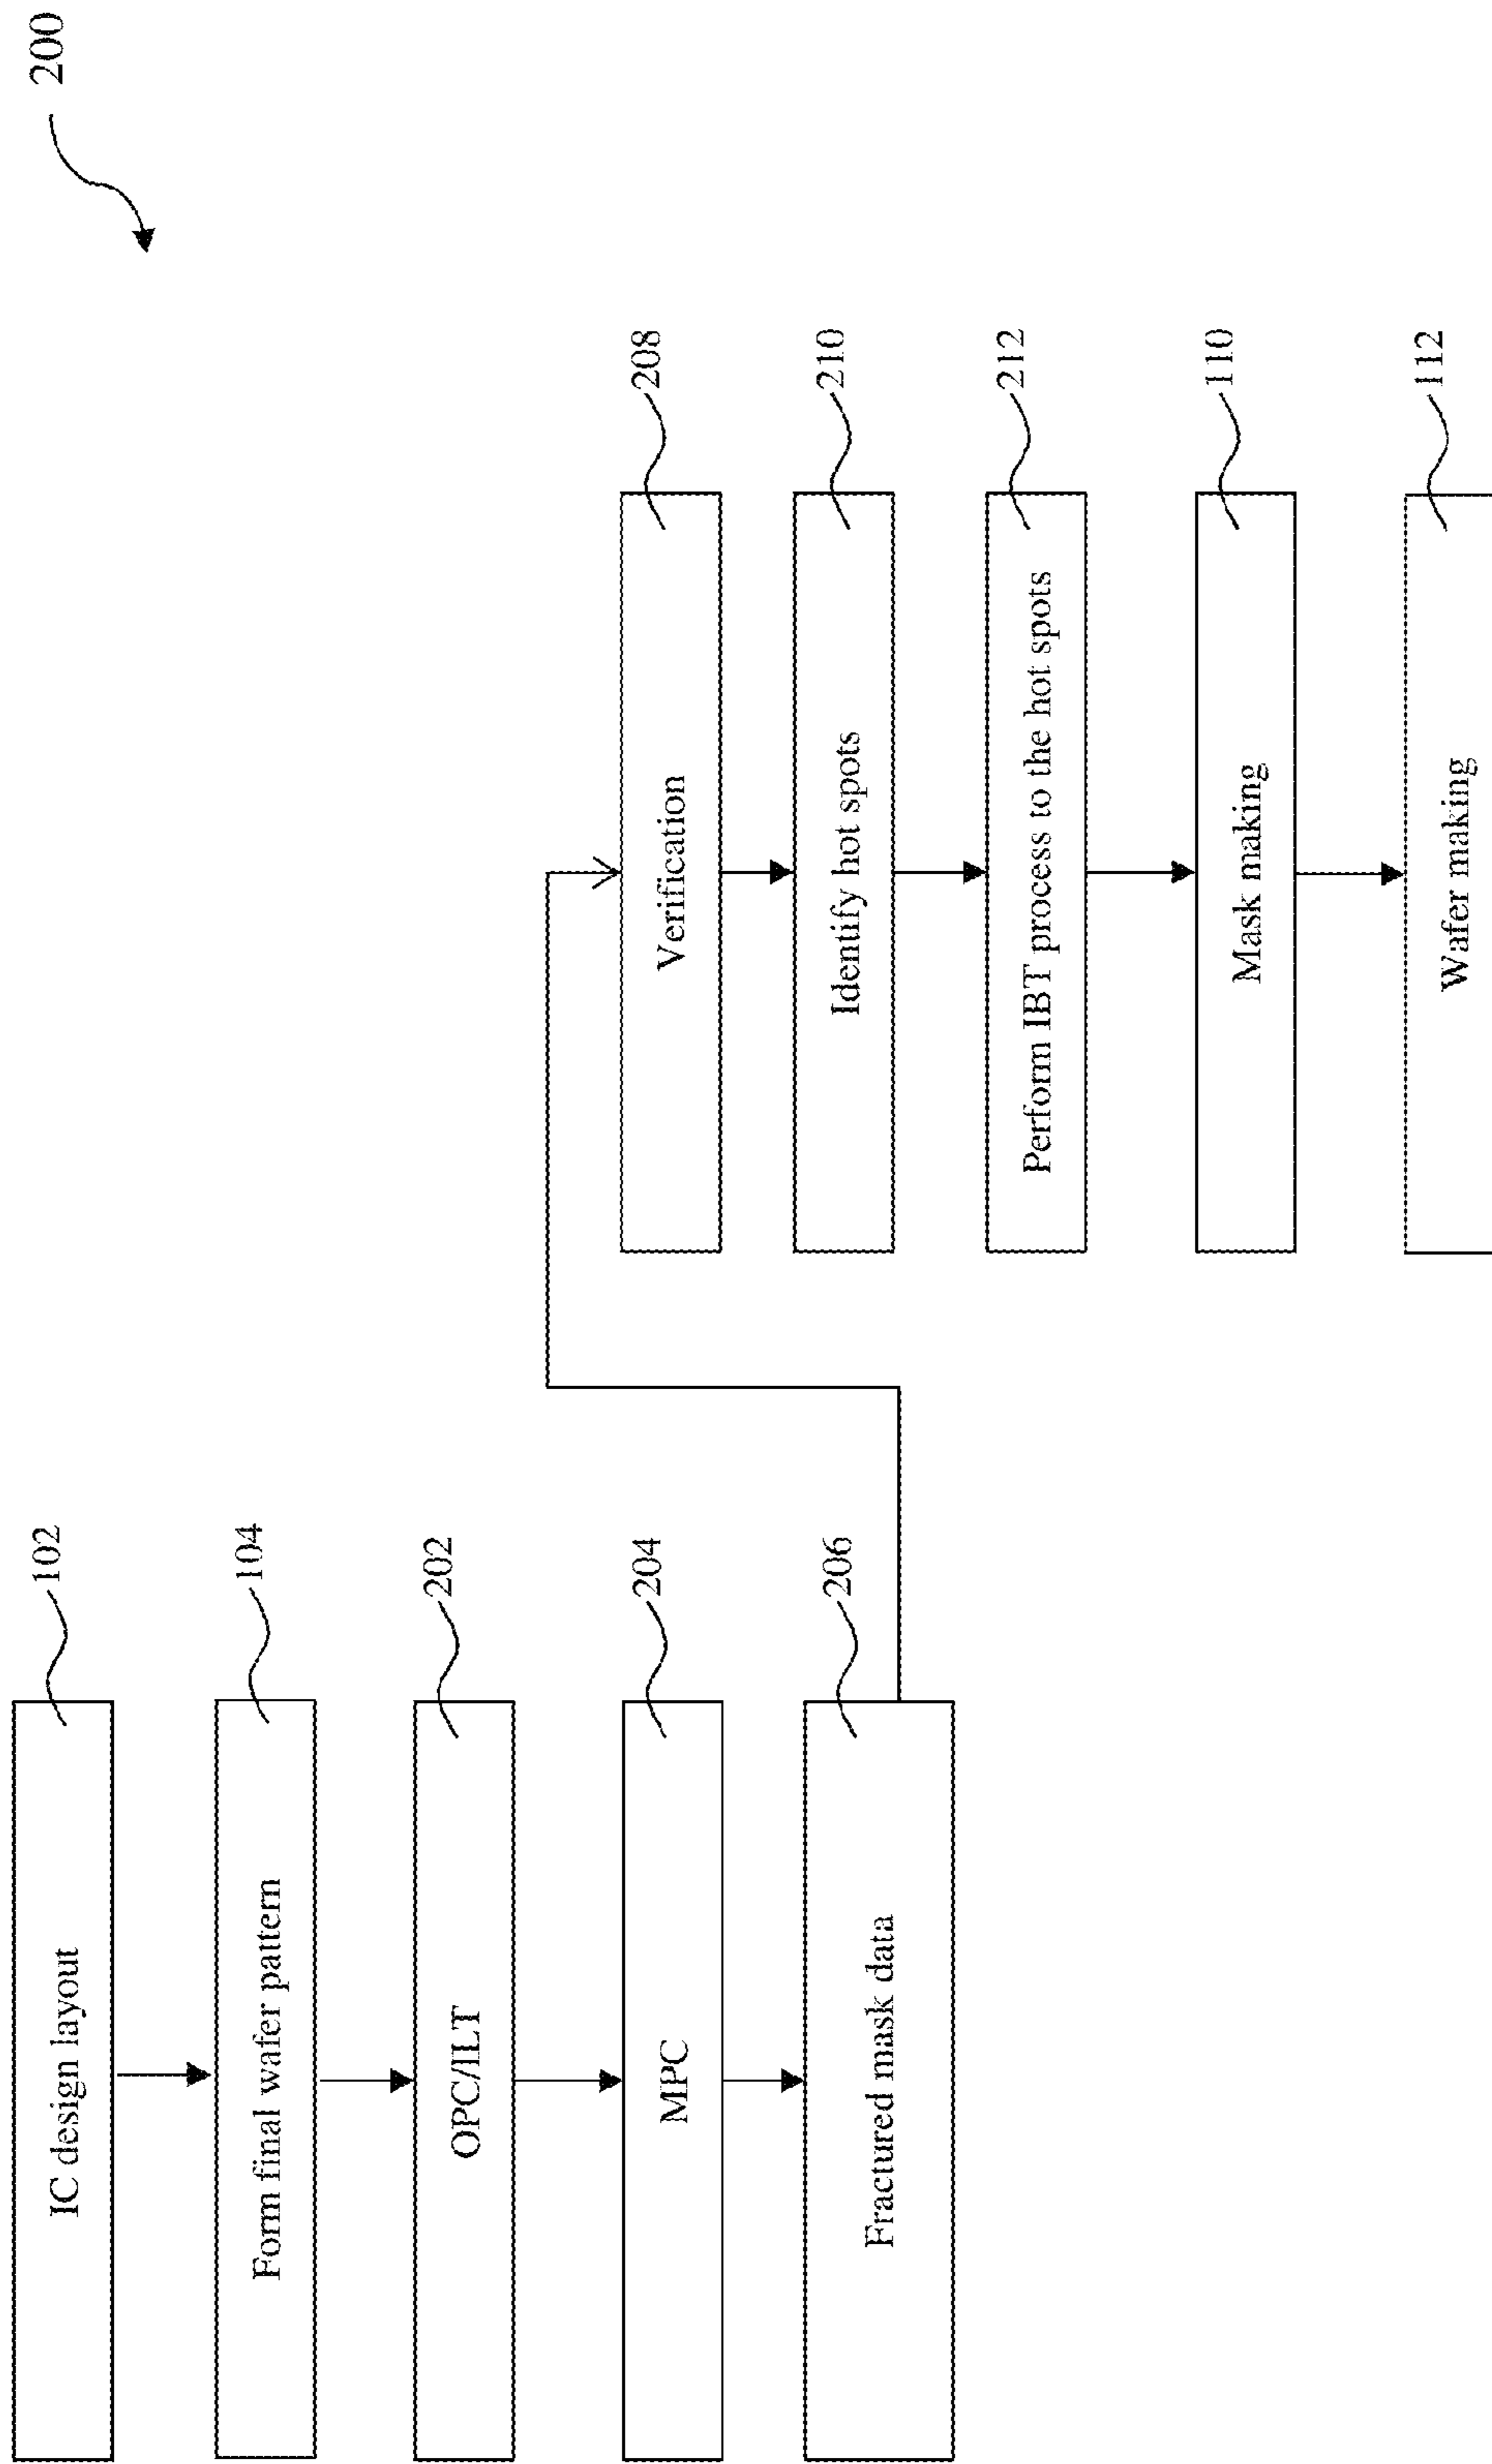 200
IC design layout
102
Form final wafer pattern
104
OPC/ILT
202
MPC
204
Fractured mask data
206
Verification
208
Identify hot spots
210
Perform IBT process to the hot spots
212
Mask making
110
Wafer making
112